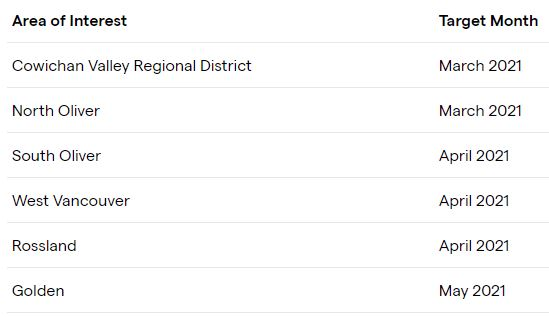 Area of Interest Target Month
Cowichan Valley Regional District March 2021
North Oliver March 2021
South Oliver April 2021
West Vancouver April 2021
Rossland April 2021
Golden May 2021